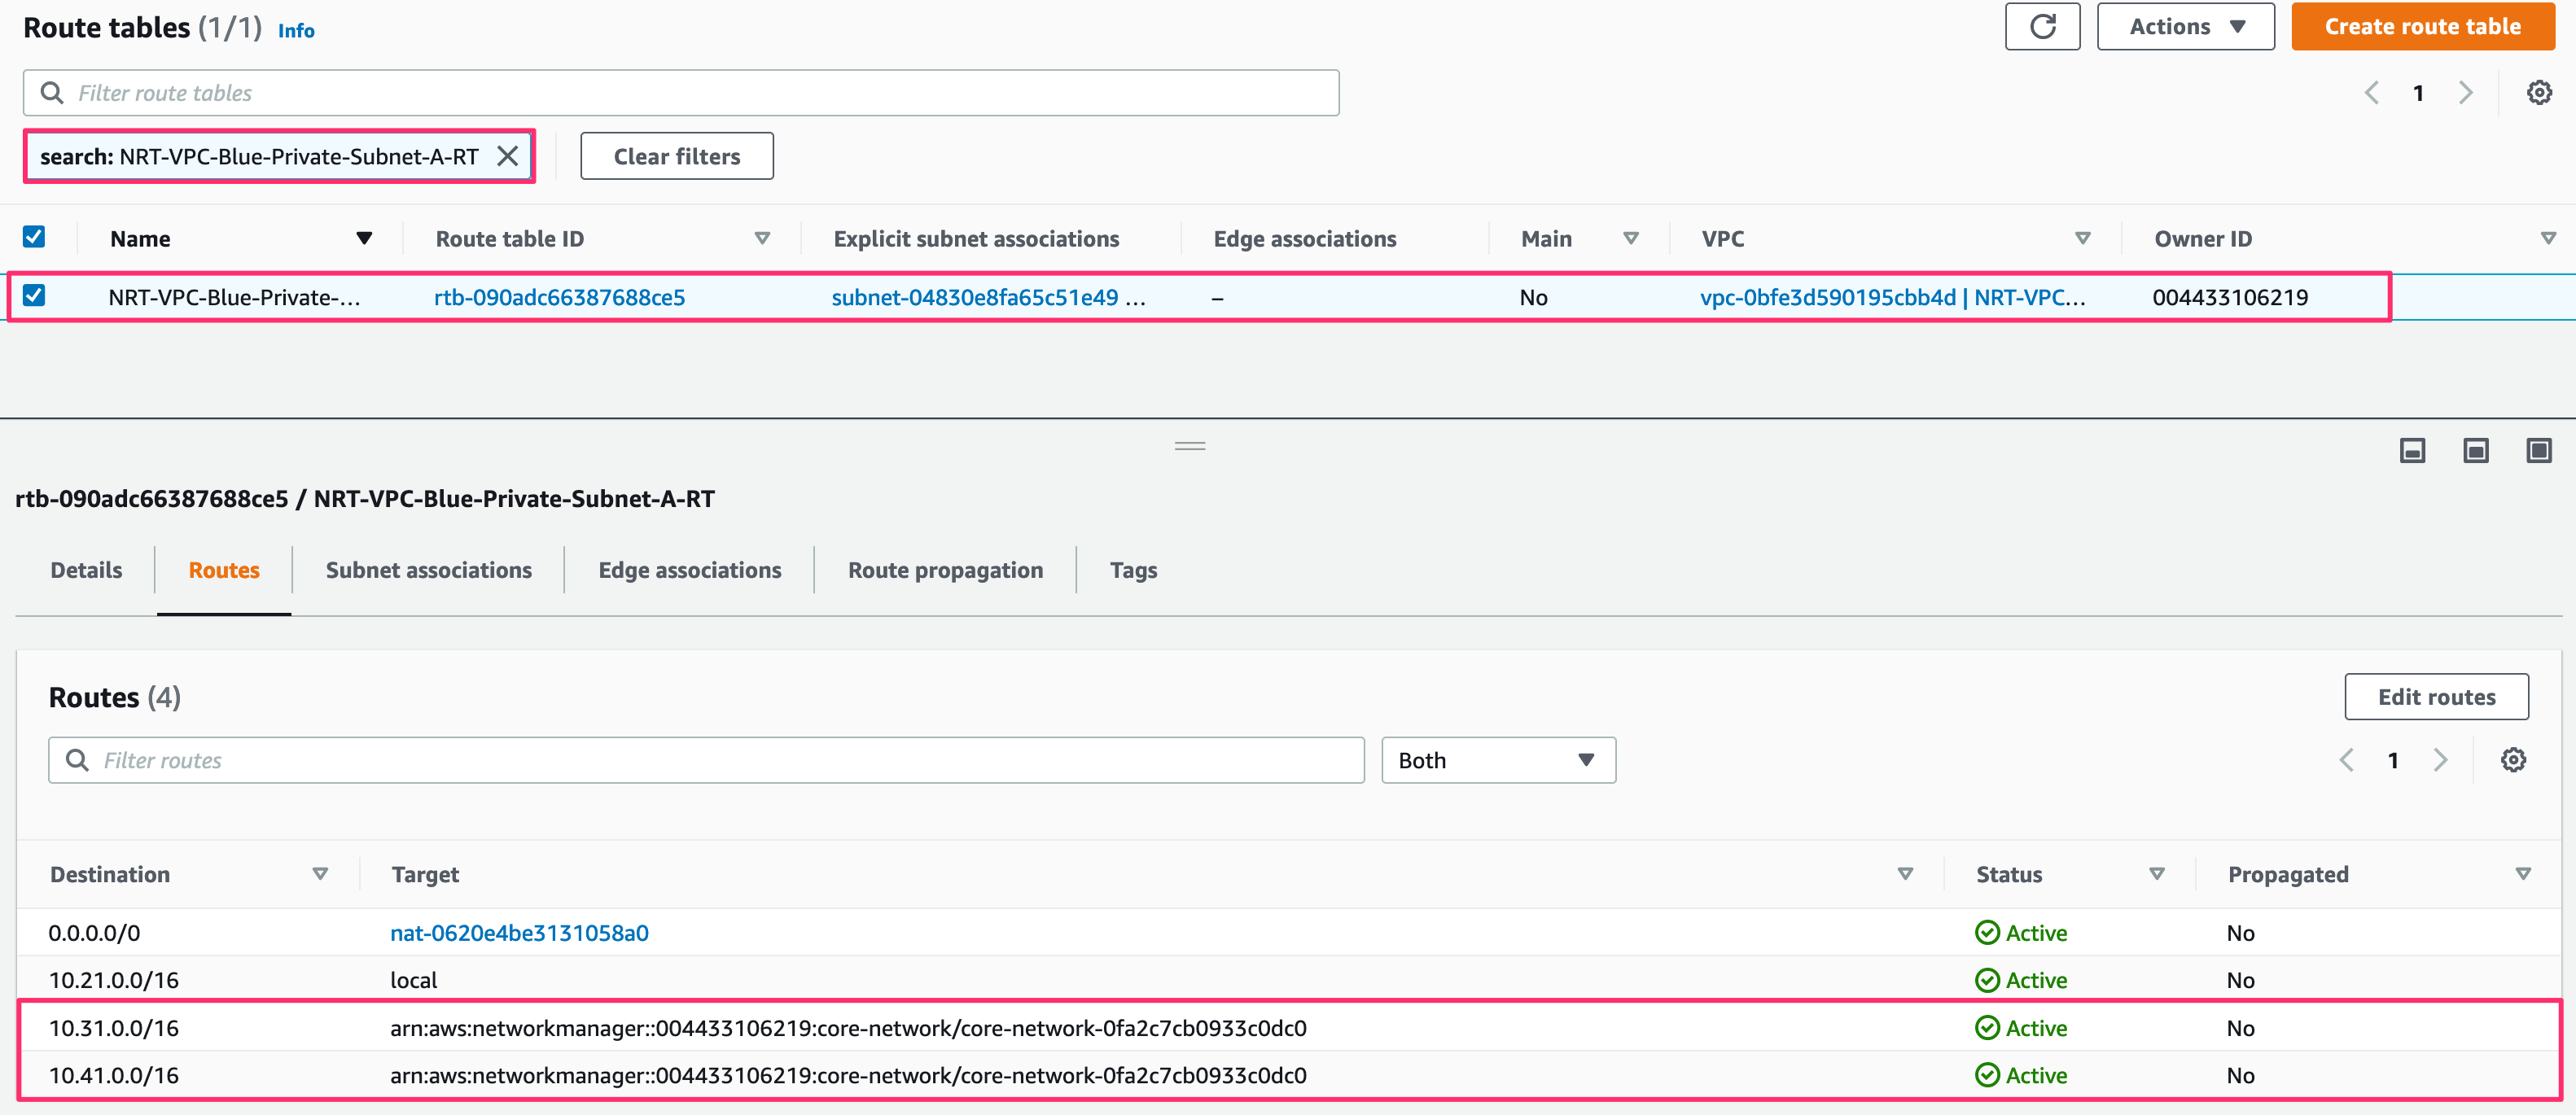 Route tables (1/1) Info
Actions
Create route table
Filter route tables
1
search: NRT-VPC-Blue-Private-Subnet-A-RT
Clear filters
Name Route table ID Explicit subnet associations Edge associations Main VPC Owner ID
NRT-VPC-Blue-Private-... rtb-090adc66387688ce5 subnet-04830e8fa65c51e49 ... – No vpc-0bfe3d590195cbb4d | NRT-VPC... 004433106219
rtb-090adc66387688ce5 / NRT-VPC-Blue-Private-Subnet-A-RT
Details Routes Subnet associations Edge associations Route propagation Tags
Routes (4)
Edit routes
Filter routes
Both
1
Destination Target Status Propagated
0.0.0.0/0 nat-0620e4be3131058a0 Active No
10.21.0.0/16 local Active No
10.31.0.0/16 arn:aws:networkmanager::004433106219:core-network/core-network-0fa2c7cb0933c0dc0 Active No
10.41.0.0/16 arn:aws:networkmanager::004433106219:core-network/core-network-0fa2c7cb0933c0dc0 Active No